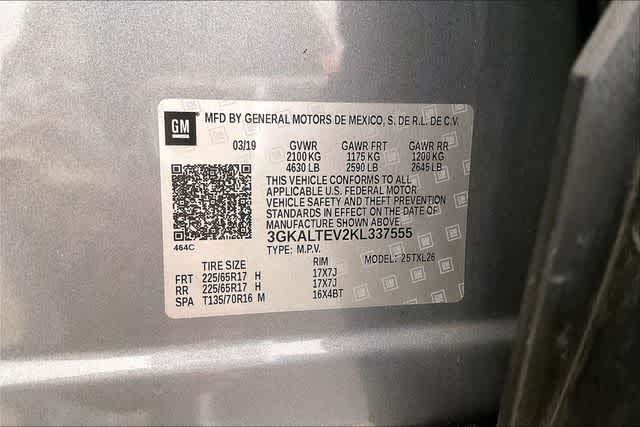 GM MFD BY GENERAL MOTORS DE MEXICO, S. DE R.L. DE C.V.
03/19 GVWR GAWR FRT GAWR RR
2100 KG 1175 KG 1200 KG
4630 LB 2590 LB 2645 LB
THIS VEHICLE CONFORMS TO ALL
APPLICABLE U.S. FEDERAL MOTOR
VEHICLE SAFETY AND THEFT PREVENTION
STANDARDS IN EFFECT ON THE DATE OF
MANUFACTURE SHOWN ABOVE.
3GKALTEV2KL337555
464C TYPE: M.P.V. MODEL: 25TXL26
TIRE SIZE RIM
FRT 225/65R17 H 17X7J
RR 225/65R17 H 17X7J
SPA T135/70R16 M 16X4BT